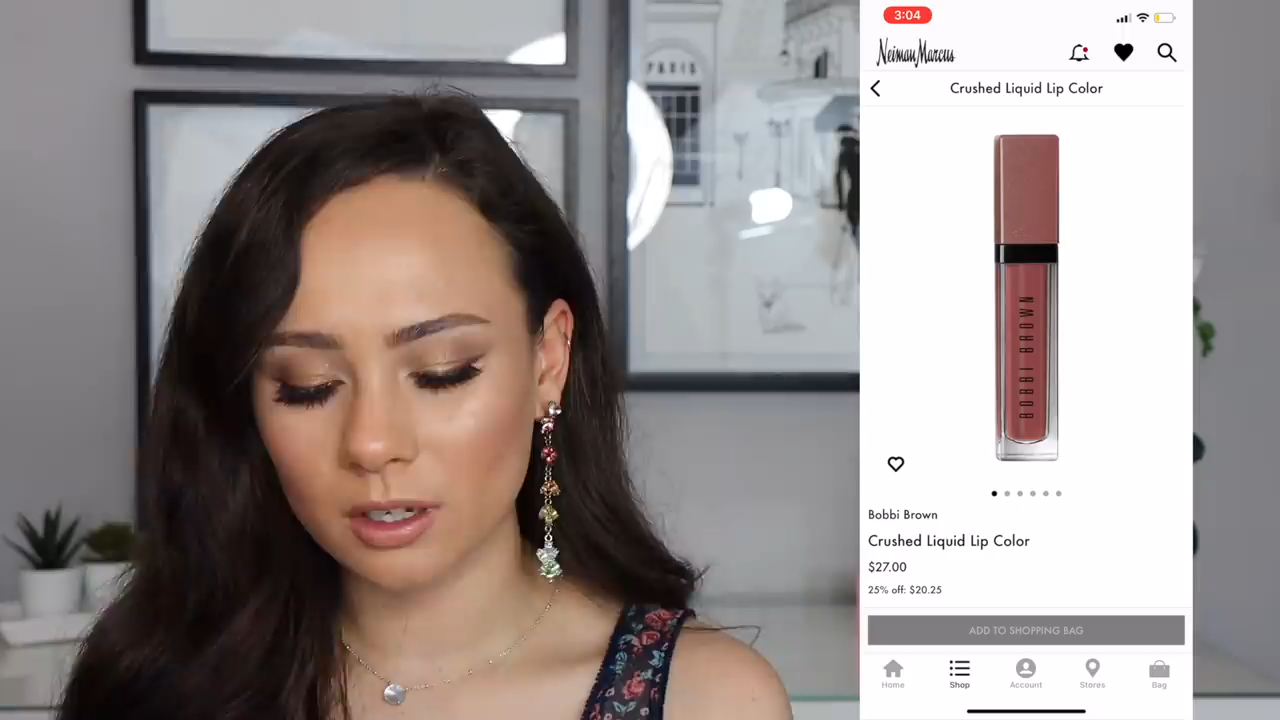 PARIS
3:04
Neiman Marcus
Crushed Liquid Lip Color
BOBBI BROWN
Bobbi Brown
Crushed Liquid Lip Color
$27.00
25% off: $20.25
ADD TO SHOPPING BAG
Home
Shop
Account
Stores
Bag